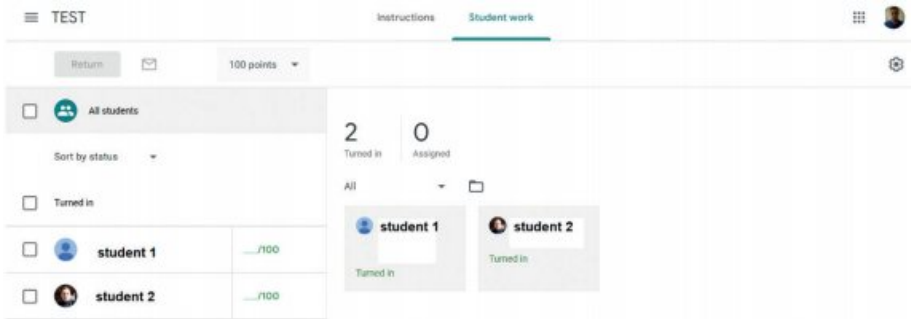 TEST
Instructions
Student work
Return
100 points
All students
Sort by status
Turned in
student 1
__/100
student 2
__/100
2
Turned in
0
Assigned
All
student 1
Turned in
student 2
Turned in